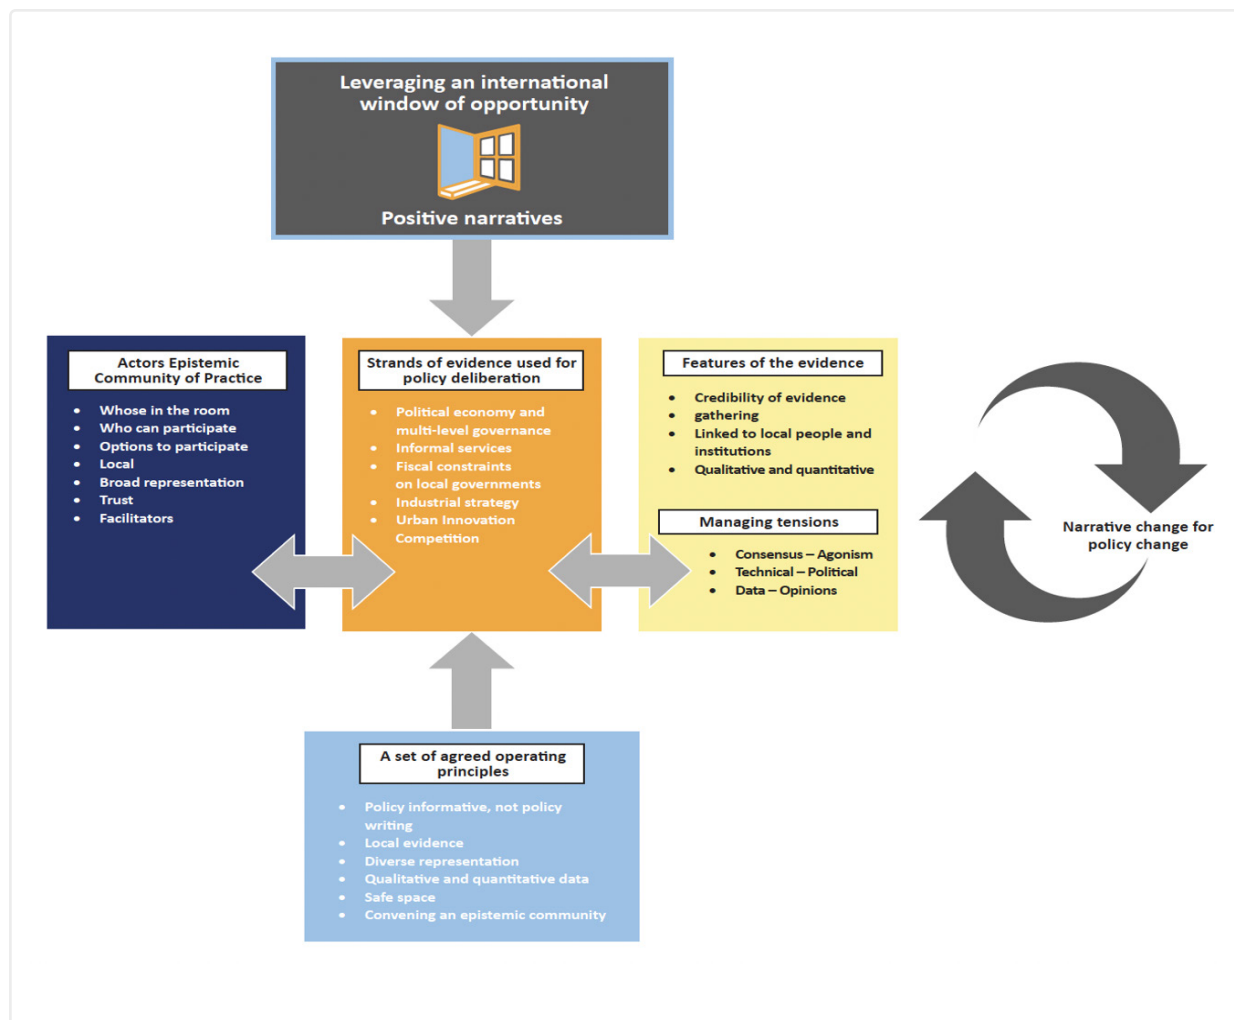 Leveraging an international
window of opportunity
Positive narratives
Actors Epistemic
Community of Practice
• Whose in the room
• Who can participate
• Options to participate
• Local
• Broad representation
• Trust
• Facilitators
Strands of evidence used for
policy deliberation
• Political economy and
multi-level governance
• Informal services
• Fiscal constraints
on local governments
• Industrial strategy
• Urban Innovation
Competition
Features of the evidence
• Credibility of evidence
• gathering
• Linked to local people and
institutions
• Qualitative and quantitative
Managing tensions
• Consensus – Agonism
• Technical – Political
• Data – Opinions
Narrative change for
policy change
A set of agreed operating
principles
• Policy informative, not policy
writing
• Local evidence
• Diverse representation
• Qualitative and quantitative data
• Safe space
• Convening an epistemic community